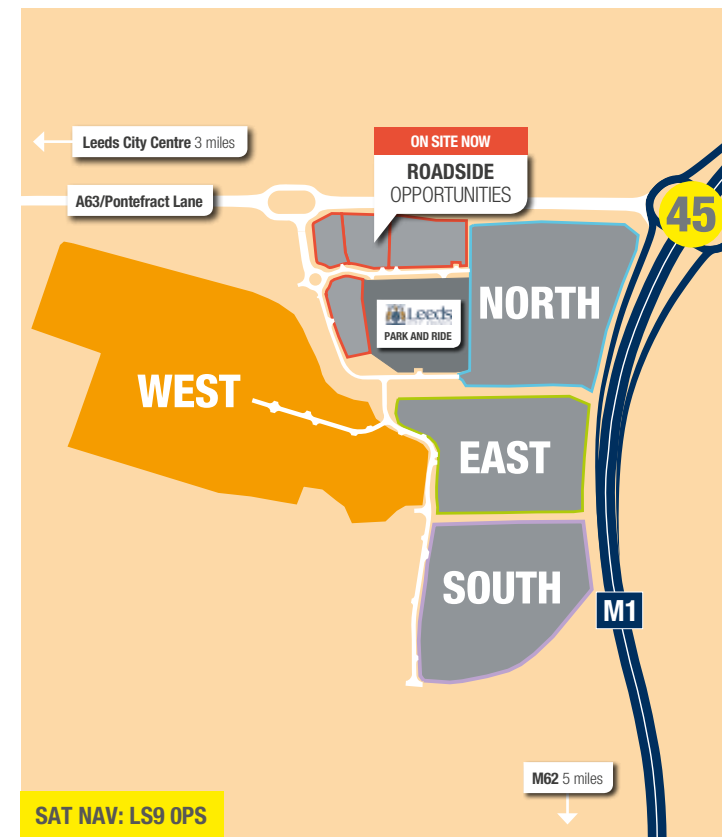 Leeds City Centre 3 miles
ON SITE NOW
ROADSIDE
OPPORTUNITIES
A63/Pontefract Lane
45
NORTH
Leeds
PARK AND RIDE
WEST
EAST
SOUTH
M1
M62 5 miles
SAT NAV: LS9 0PS